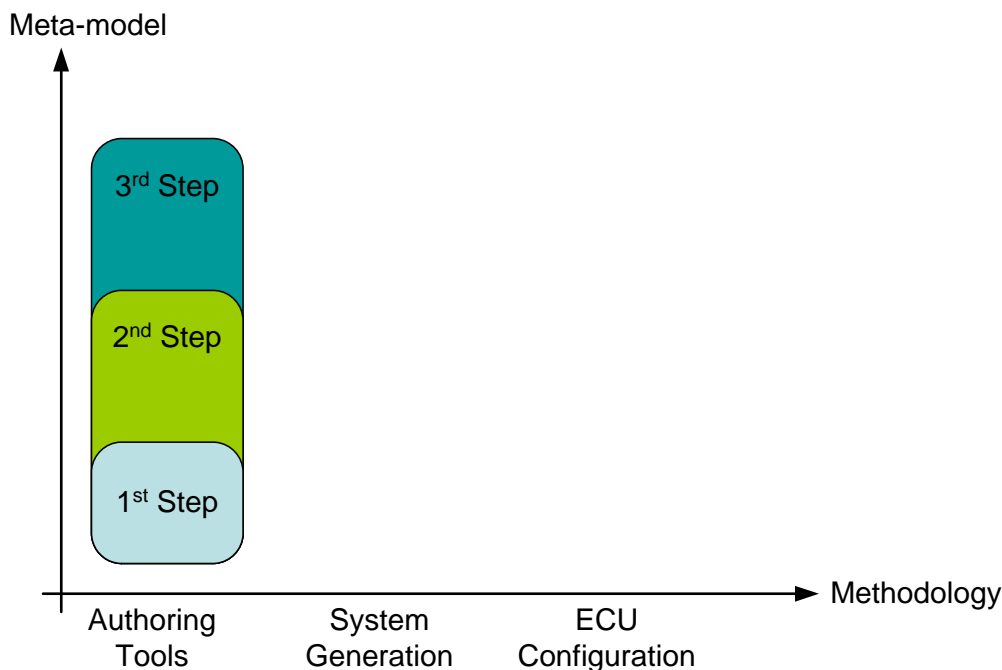 Meta-model
3rd Step
2nd Step
1st Step
Methodology
Authoring
Tools
System
Generation
ECU
Configuration